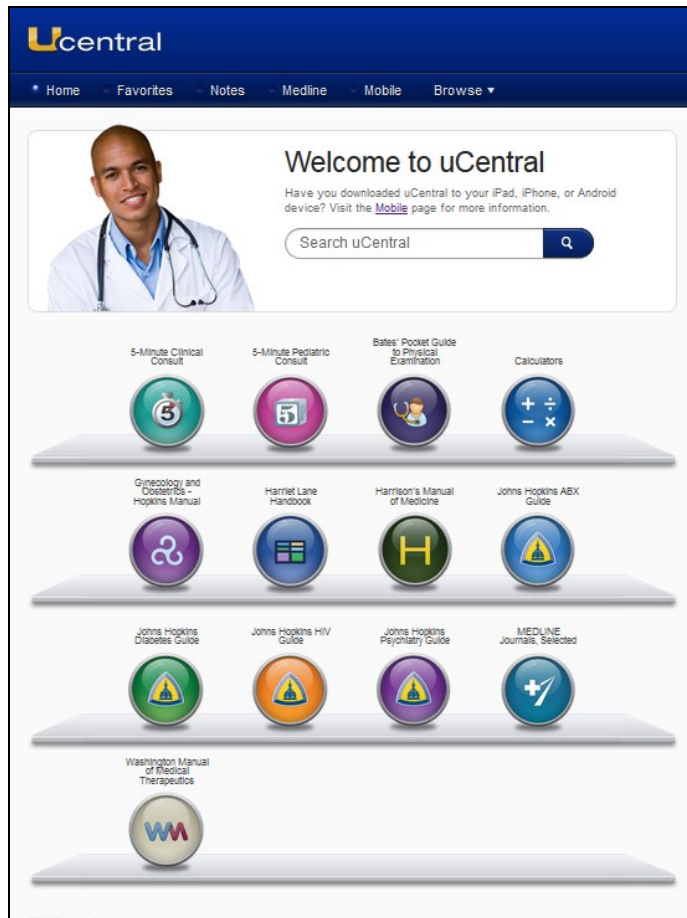 Ucentral
Home Favorites Notes Medline Mobile Browse ▼
Welcome to uCentral
Have you downloaded uCentral to your iPad, iPhone, or Android
device? Visit the Mobile page for more information.
Search uCentral
5-Minute Clinical
Consult
5-Minute Pediatric
Consult
Bates' Pocket Guide
to Physical
Examination
Calculators
5
5
+ ÷
− ×
Gynecology and
Obstetrics -
Hopkins Manual
Harriet Lane
Handbook
Harrison's Manual
of Medicine
Johns Hopkins ABX
Guide
H
Johns Hopkins
Diabetes Guide
Johns Hopkins HIV
Guide
Johns Hopkins
Psychiatry Guide
MEDLINE
Journals, Selected
Washington Manual
of Medical
Therapeutics
WM